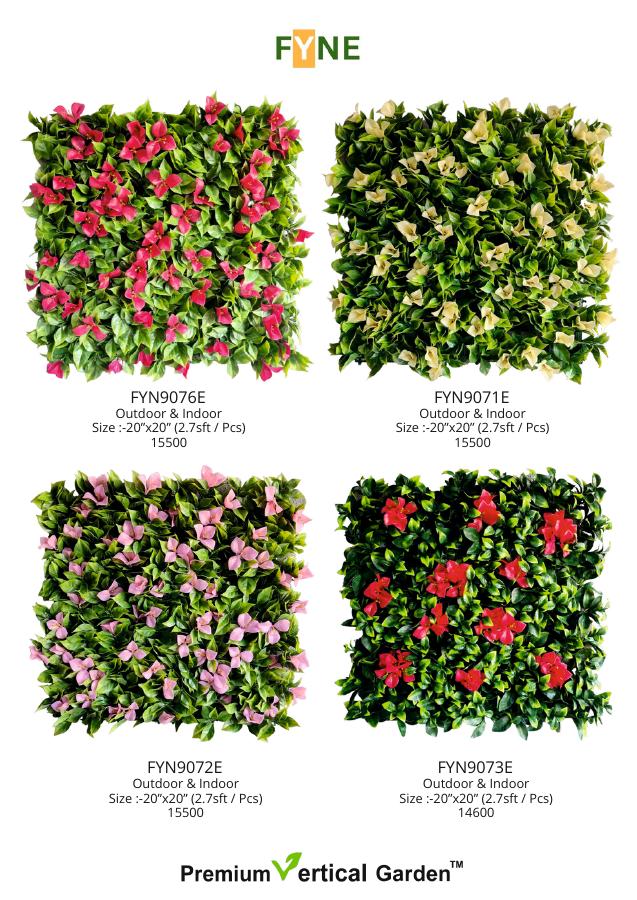 FYNE
FYN9076E
Outdoor & Indoor
Size :-20”x20” (2.7sft / Pcs)
15500
FYN9071E
Outdoor & Indoor
Size :-20”x20” (2.7sft / Pcs)
15500
FYN9072E
Outdoor & Indoor
Size :-20”x20” (2.7sft / Pcs)
15500
FYN9073E
Outdoor & Indoor
Size :-20”x20” (2.7sft / Pcs)
14600
Premium Vertical Garden™